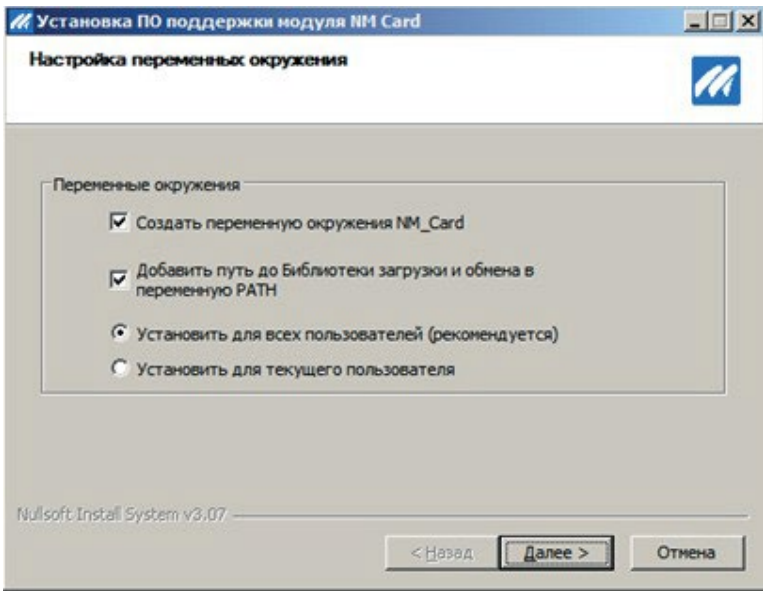 Установка ПО поддержки модуля NM Card
Настройка переменных окружения
Переменные окружения
Создать переменную окружения NM_Card
Добавить путь до Библиотеки загрузки и обмена в
переменную PATH
Установить для всех пользователей (рекомендуется)
Установить для текущего пользователя
Nullsoft Install System v3.07
< Назад
Далее >
Отмена